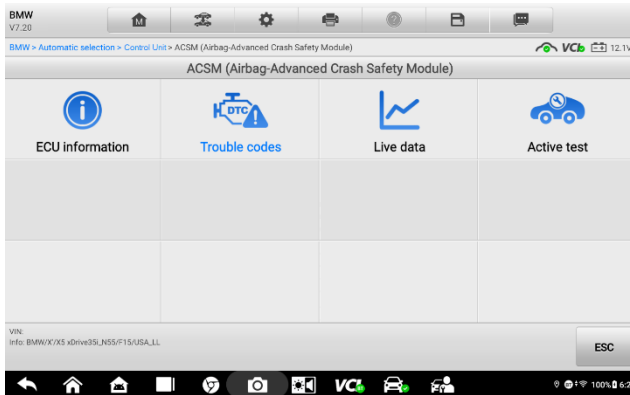 BMW
V7.20
BMW > Automatic selection > Control Unit > ACSM (Airbag-Advanced Crash Safety Module)
VCI 12.1V
ACSM (Airbag-Advanced Crash Safety Module)
DTC
ECU information
Trouble codes
Live data
Active test
VIN:
Info: BMW/X'/X5 xDrive35i_N55/F15/USA_LL
ESC
VCI
100%